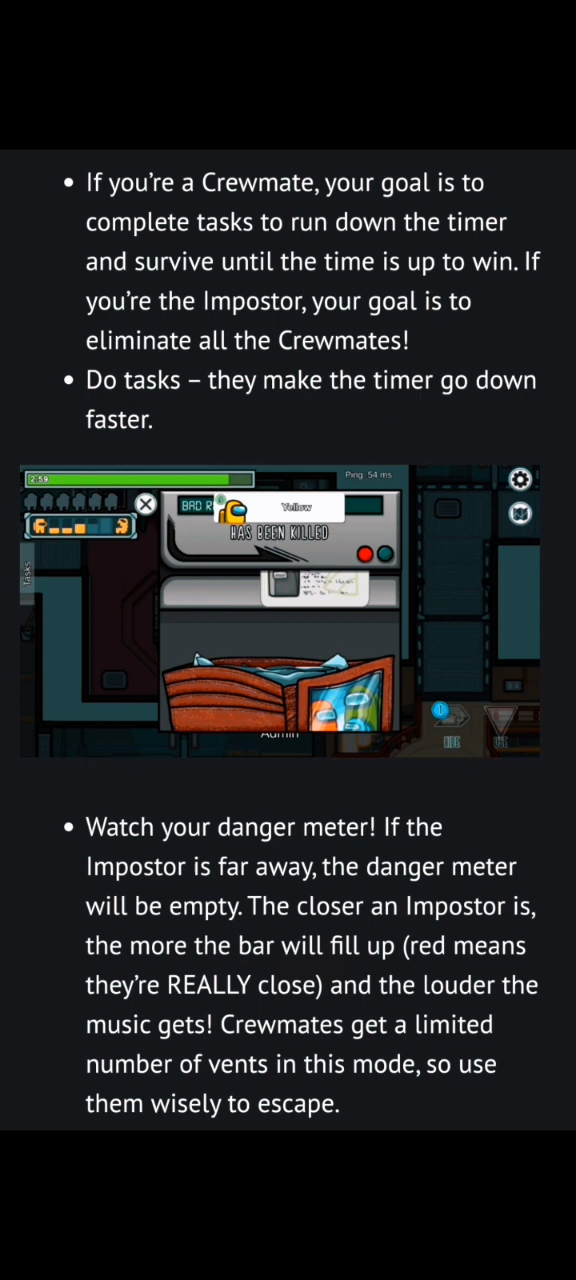 • If you’re a Crewmate, your goal is to
complete tasks to run down the timer
and survive until the time is up to win. If
you’re the Impostor, your goal is to
eliminate all the Crewmates!
• Do tasks – they make the timer go down
faster.
2:59
Ping: 54 ms
BAD R
Yellow
HAS BEEN KILLED
Tasks
Admin
1
USE
• Watch your danger meter! If the
Impostor is far away, the danger meter
will be empty. The closer an Impostor is,
the more the bar will fill up (red means
they’re REALLY close) and the louder the
music gets! Crewmates get a limited
number of vents in this mode, so use
them wisely to escape.